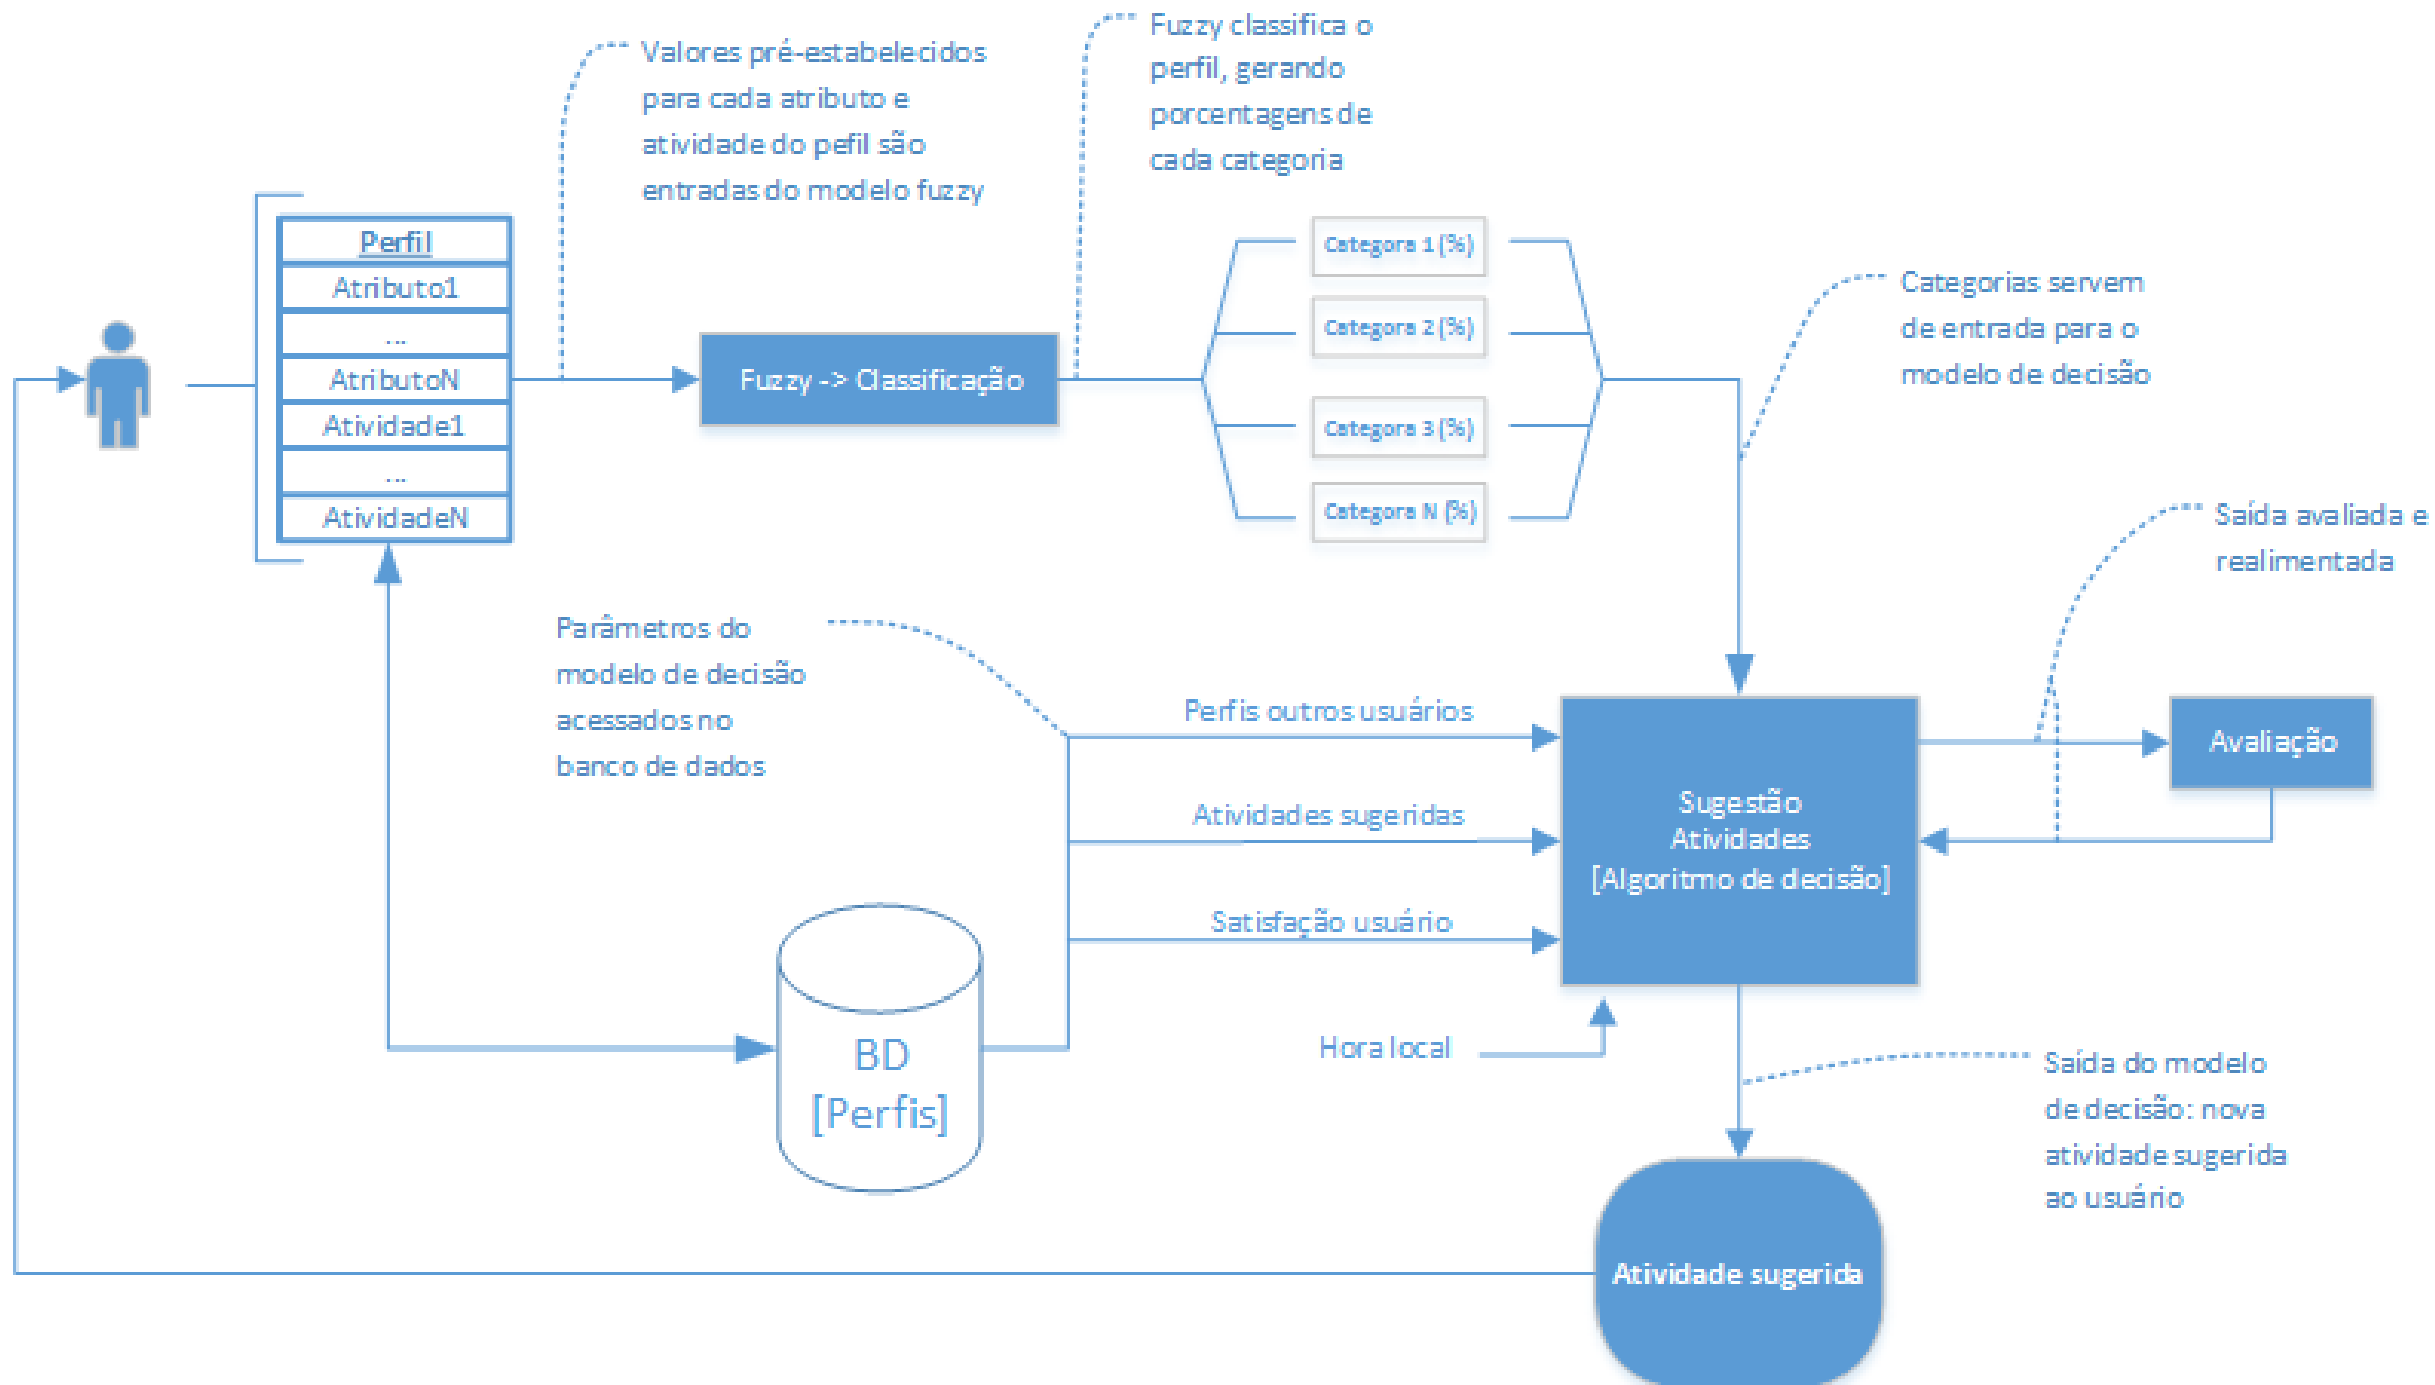 Valores pré-estabelecidos
para cada atributo e
atividade do pefil são
entradas do modelo fuzzy
Fuzzy classifica o
perfil, gerando
porcentagens de
cada categoria
Perfil
Atributo1
...
AtributoN
Atividade1
...
AtividadeN
Fuzzy -> Classificação
Categora 1 (%)
Categora 2 (%)
Categora 3 (%)
Categora N (%)
Categorias servem
de entrada para o
modelo de decisão
Saída avaliada e
realimentada
Parâmetros do
modelo de decisão
acessados no
banco de dados
Perfis outros usuários
Atividades sugeridas
Satisfação usuário
Sugestão
Atividades
[Algoritmo de decisão]
Avaliação
BD
[Perfis]
Hora local
Saída do modelo
de decisão: nova
atividade sugerida
ao usuário
Atividade sugerida